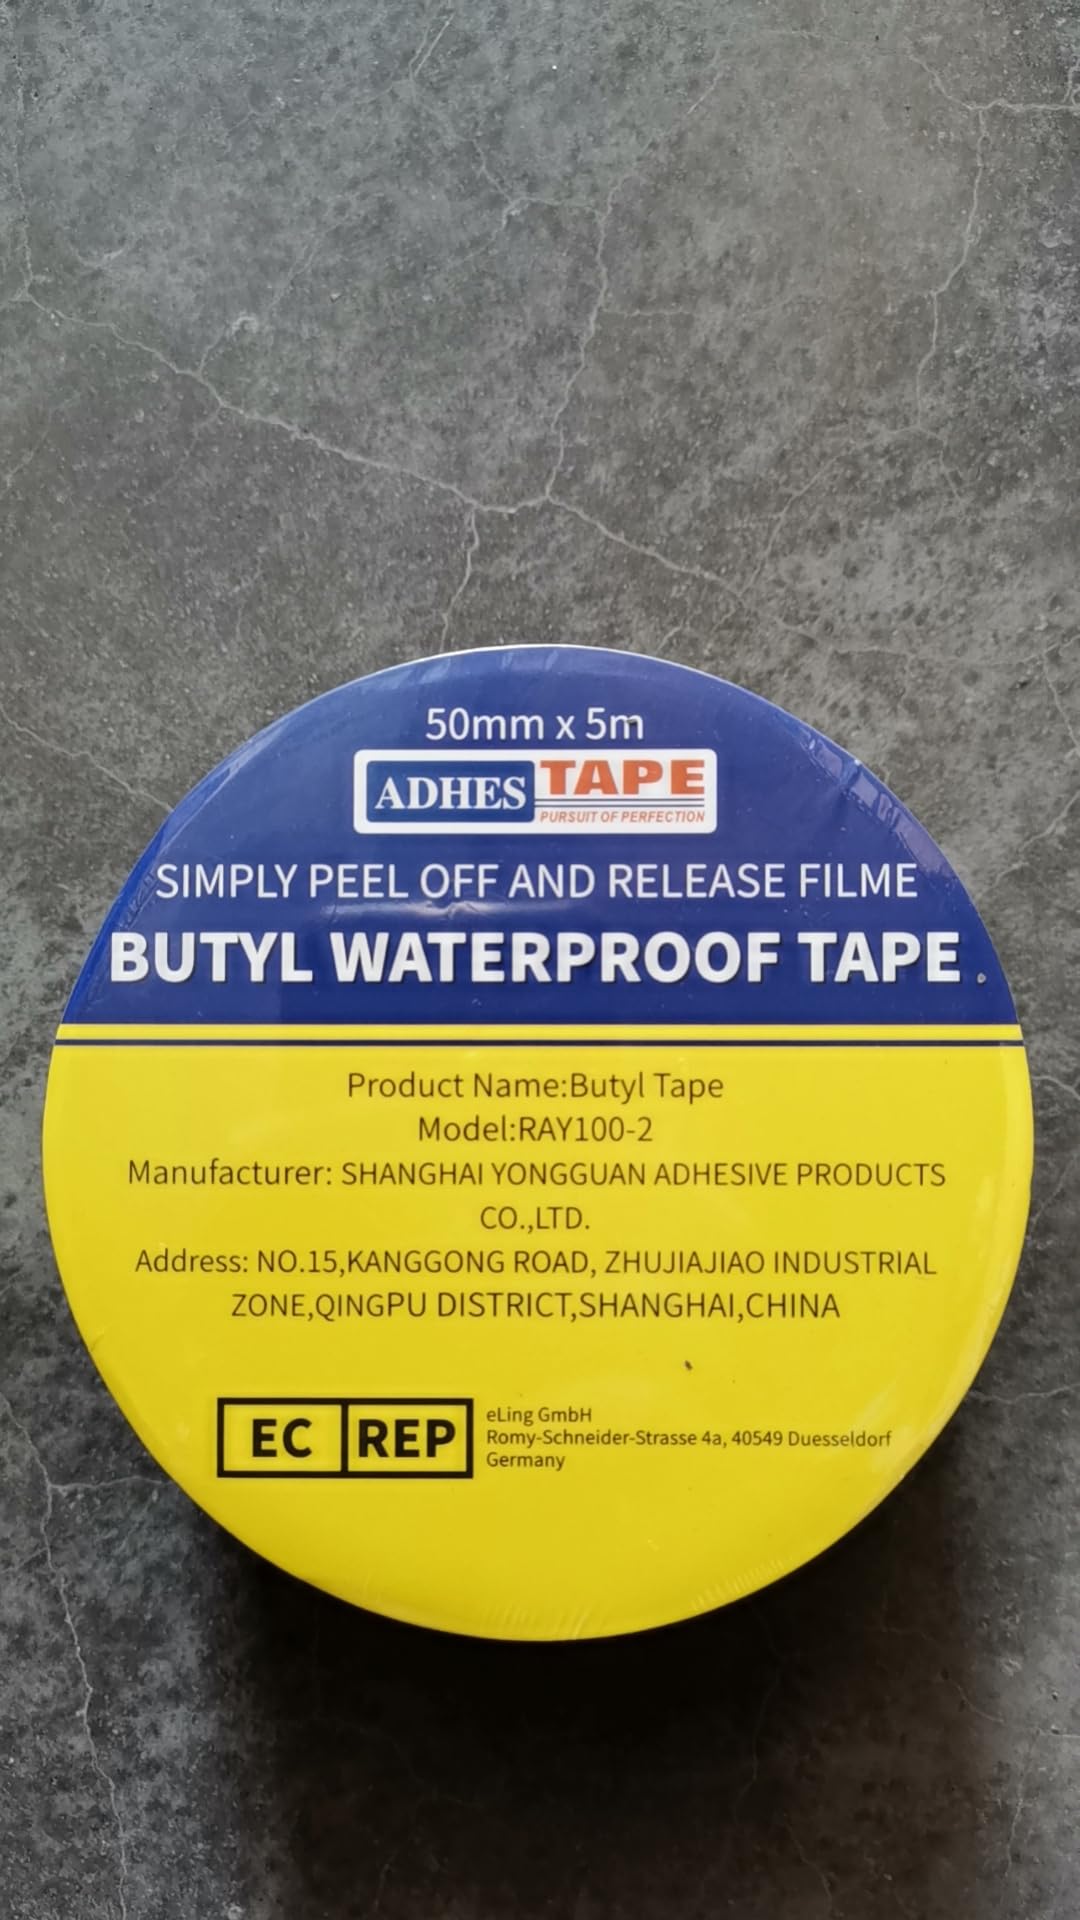 50mm x 5m
ADHES TAPE
PURSUIT OF PERFECTION
SIMPLY PEEL OFF AND RELEASE FILME
BUTYL WATERPROOF TAPE
Product Name:Butyl Tape
Model:RAY100-2
Manufacturer: SHANGHAI YONGGUAN ADHESIVE PRODUCTS
CO.,LTD.
Address: NO.15,KANGGONG ROAD, ZHUJIAJIAO INDUSTRIAL
ZONE,QINGPU DISTRICT,SHANGHAI,CHINA
EC REP
eLing GmbH
Romy-Schneider-Strasse 4a, 40549 Duesseldorf
Germany